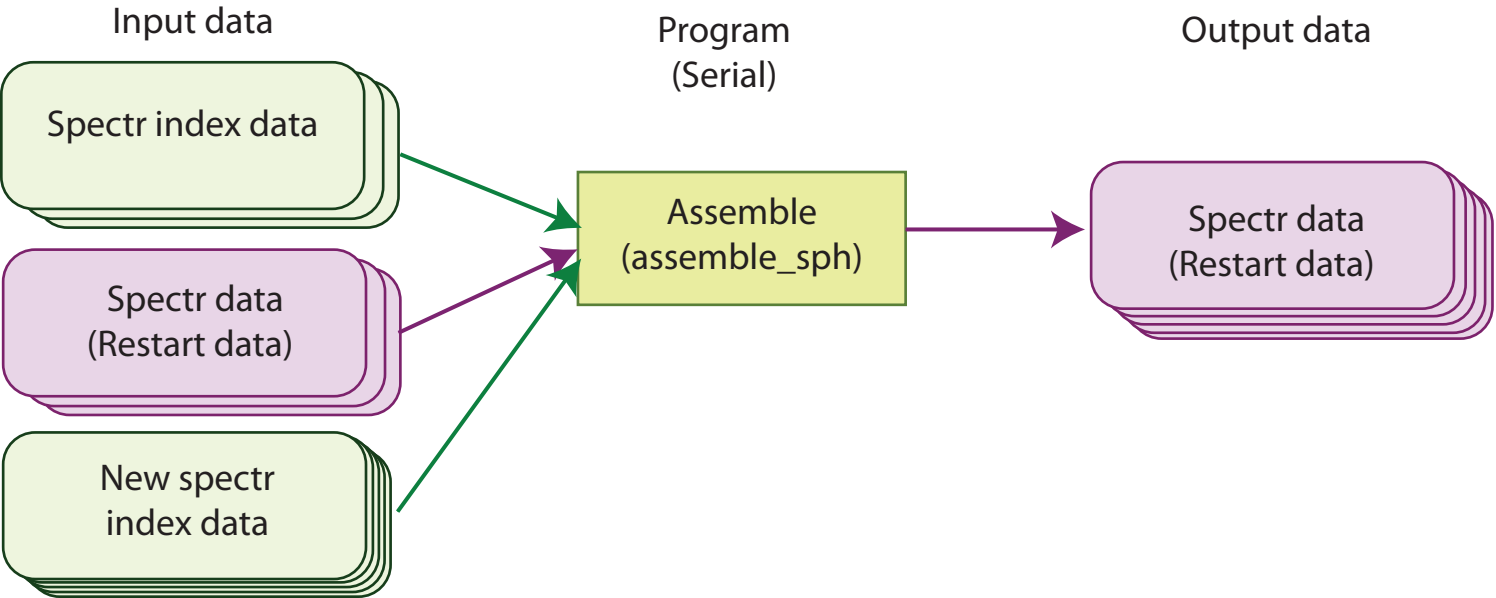 Input data
Program
(Serial)
Output data
Spectr index data
Spectr data
(Restart data)
New spectr
index data
Assemble
(assemble_sph)
Spectr data
(Restart data)